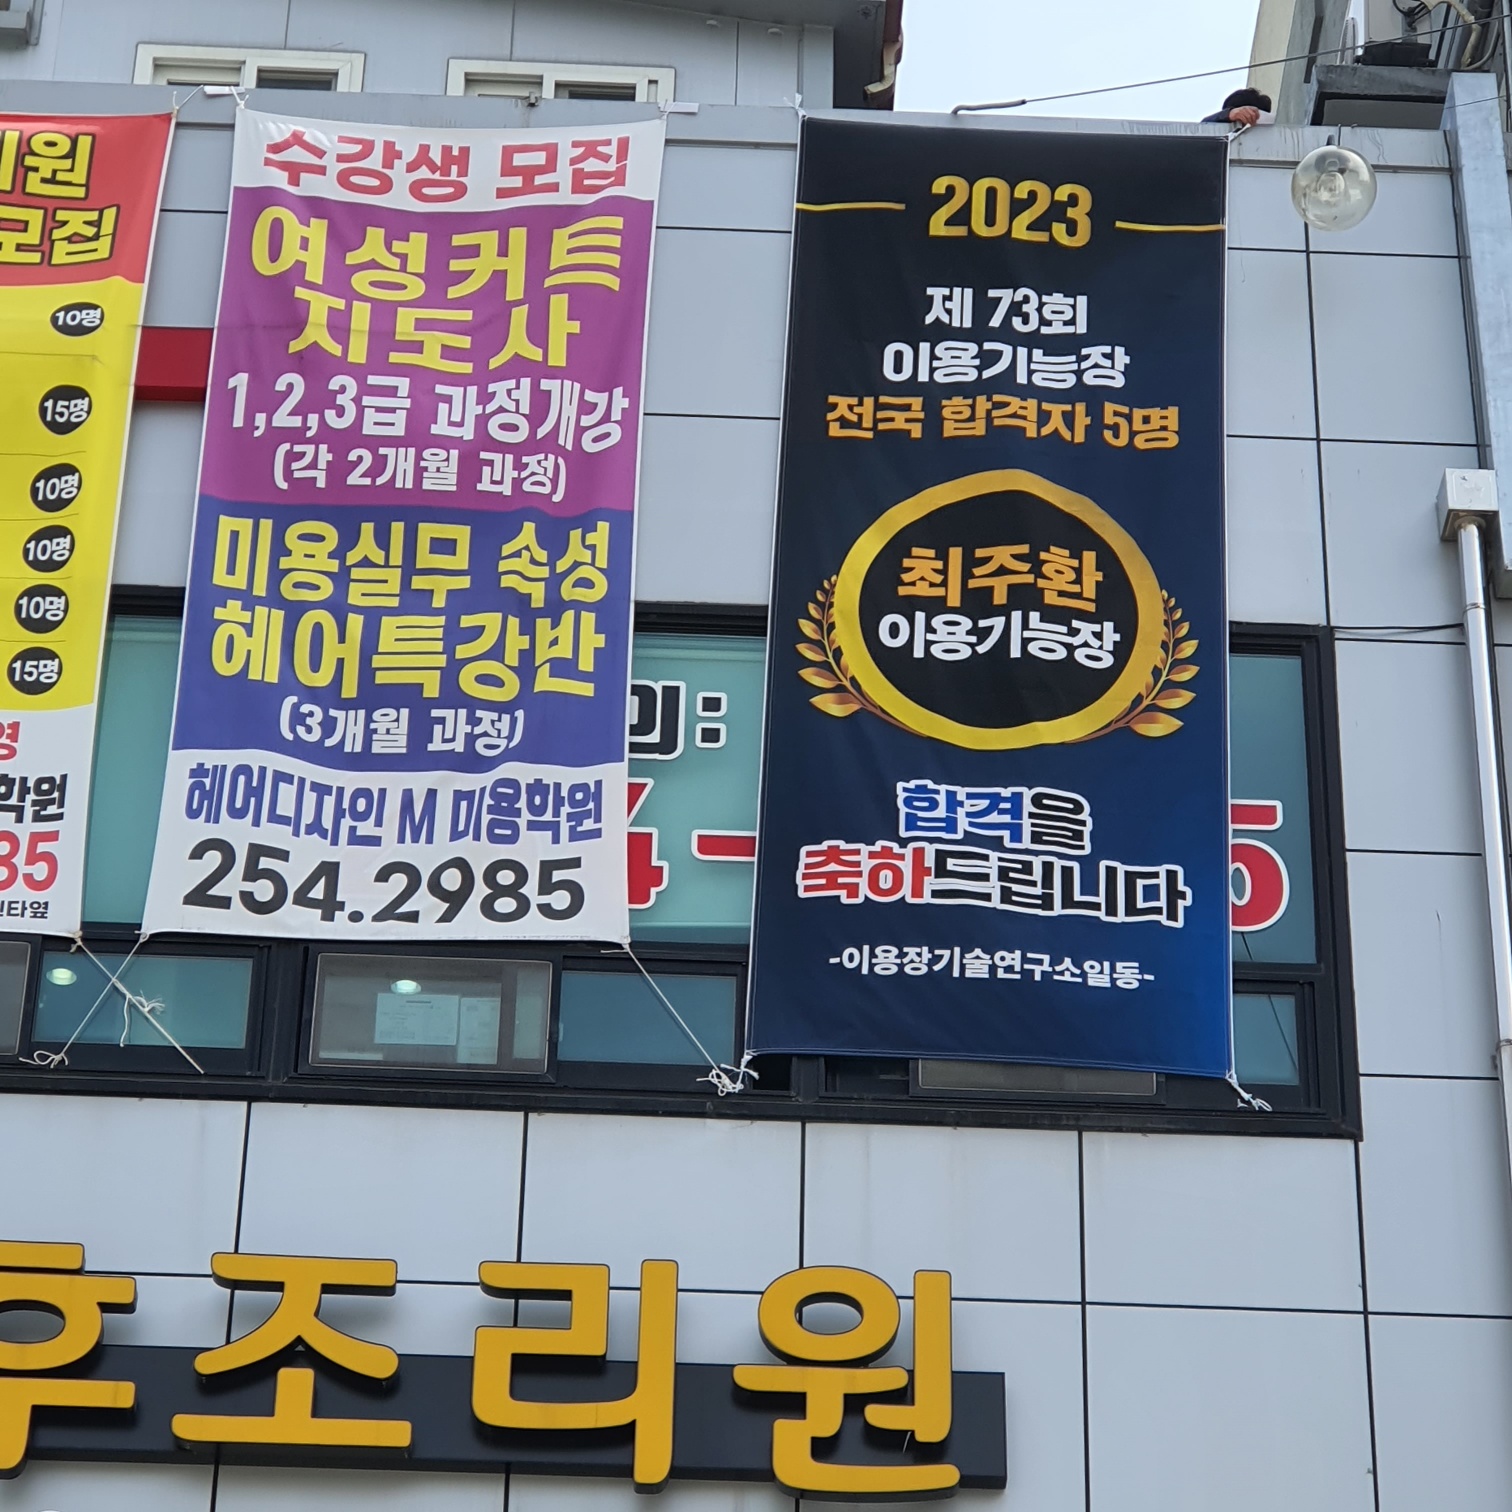 모집
10명
15명
10명
10명
10명
15명
학원
수강생 모집
여성커트
지도사
1,2,3급 과정개강
(각 2개월 과정)
미용실무 속성
헤어특강반
(3개월 과정)
헤어디자인 M 미용학원
254.2985
2023
제 73회
이용기능장
전국 합격자 5명
최주환
이용기능장
합격을
축하드립니다
-이용장기술연구소일동-
후조리원